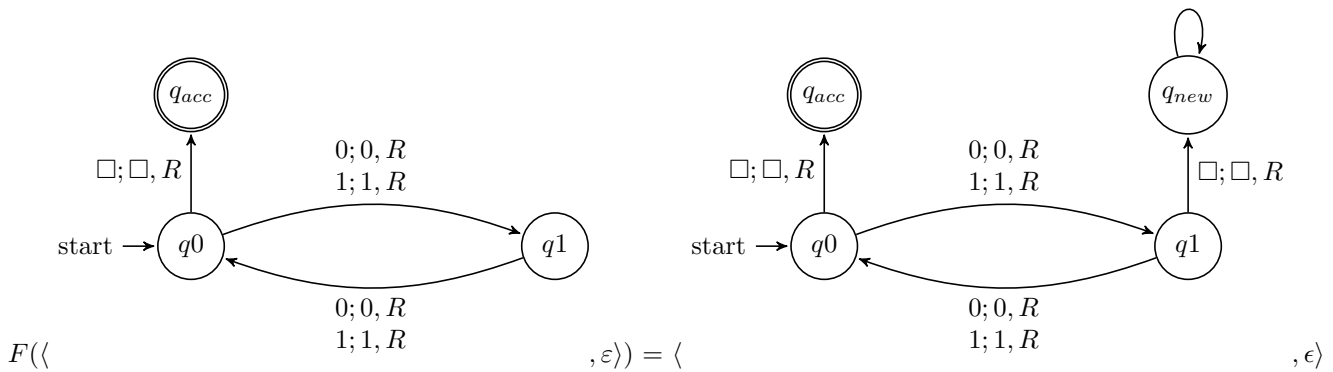 q_acc q_acc q_new
□; □, R 0; 0, R 0; 0, R □; □, R
1; 1, R 1; 1, R
start q0 q1 start q0 q1
0; 0, R 0; 0, R
1; 1, R 1; 1, R
F(⟨ , ε⟩) = ⟨ , ϵ⟩